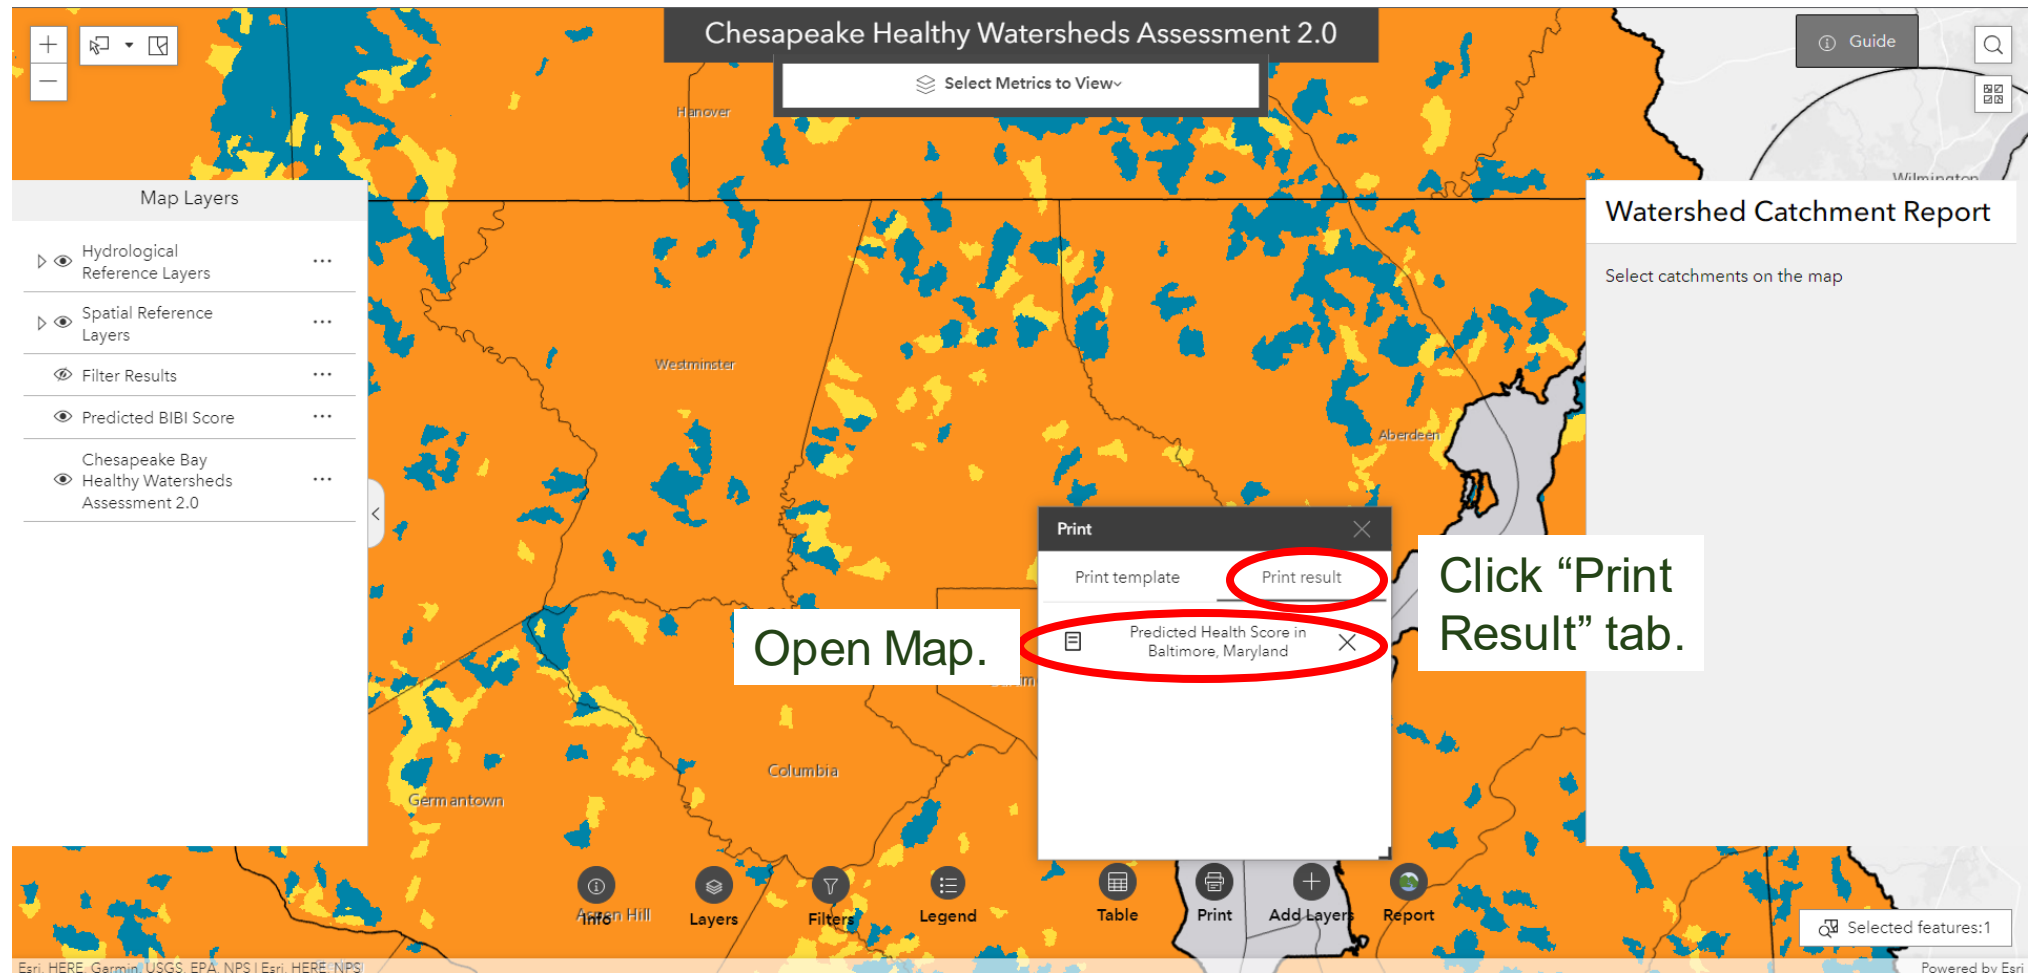 Chesapeake Healthy Watersheds Assessment 2.0
Guide
Select Metrics to View
Hanover
Wilmington
Map Layers
Hydrological
Reference Layers
Spatial Reference
Layers
Filter Results
Predicted BIBI Score
Chesapeake Bay
Healthy Watersheds
Assessment 2.0
Watershed Catchment Report
Select catchments on the map
Westminster
Aberdeen
Print
Print template
Print result
Predicted Health Score in
Baltimore, Maryland
Open Map.
Click “Print
Result” tab.
Columbia
Germantown
Aspen Hill
Info
Layers
Filters
Legend
Table
Print
Add Layers
Report
Selected features:1
Esri, HERE, Garmin, USGS, EPA, NPS | Esri, HERE, NPS
Powered by Esri